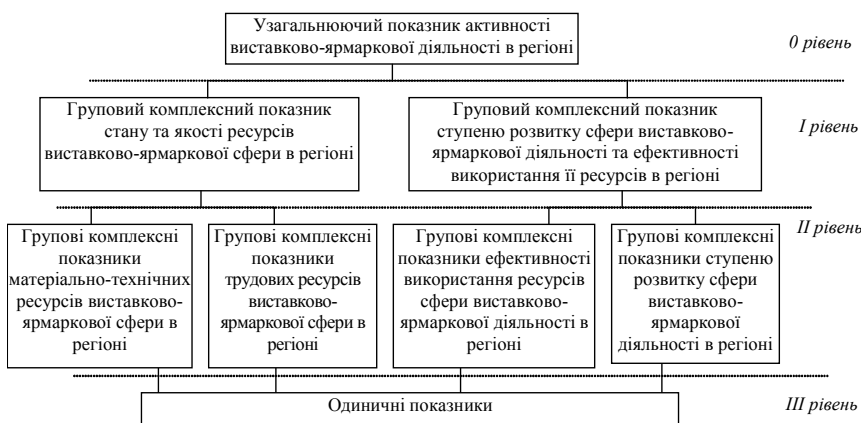 Узагальнюючий показник активності
виставково-ярмаркової діяльності в регіоні
0 рівень
Груповий комплексний показник
стану та якості ресурсів
виставково-ярмаркової сфери в регіоні
Груповий комплексний показник
ступеню розвитку сфери виставково-
ярмаркової діяльності та ефективності
використання її ресурсів в регіоні
I рівень
Групові комплексні
показники
матеріально-технічних
ресурсів виставково-
ярмаркової сфери в
регіоні
Групові комплексні
показники
трудових ресурсів
виставково-
ярмаркової сфери в
регіоні
Групові комплексні
показники ефективності
використання ресурсів
сфери виставково-
ярмаркової діяльності в
регіоні
Групові комплексні
показники ступеню
розвитку сфери
виставково-
ярмаркової
діяльності в регіоні
II рівень
Одиничні показники
III рівень